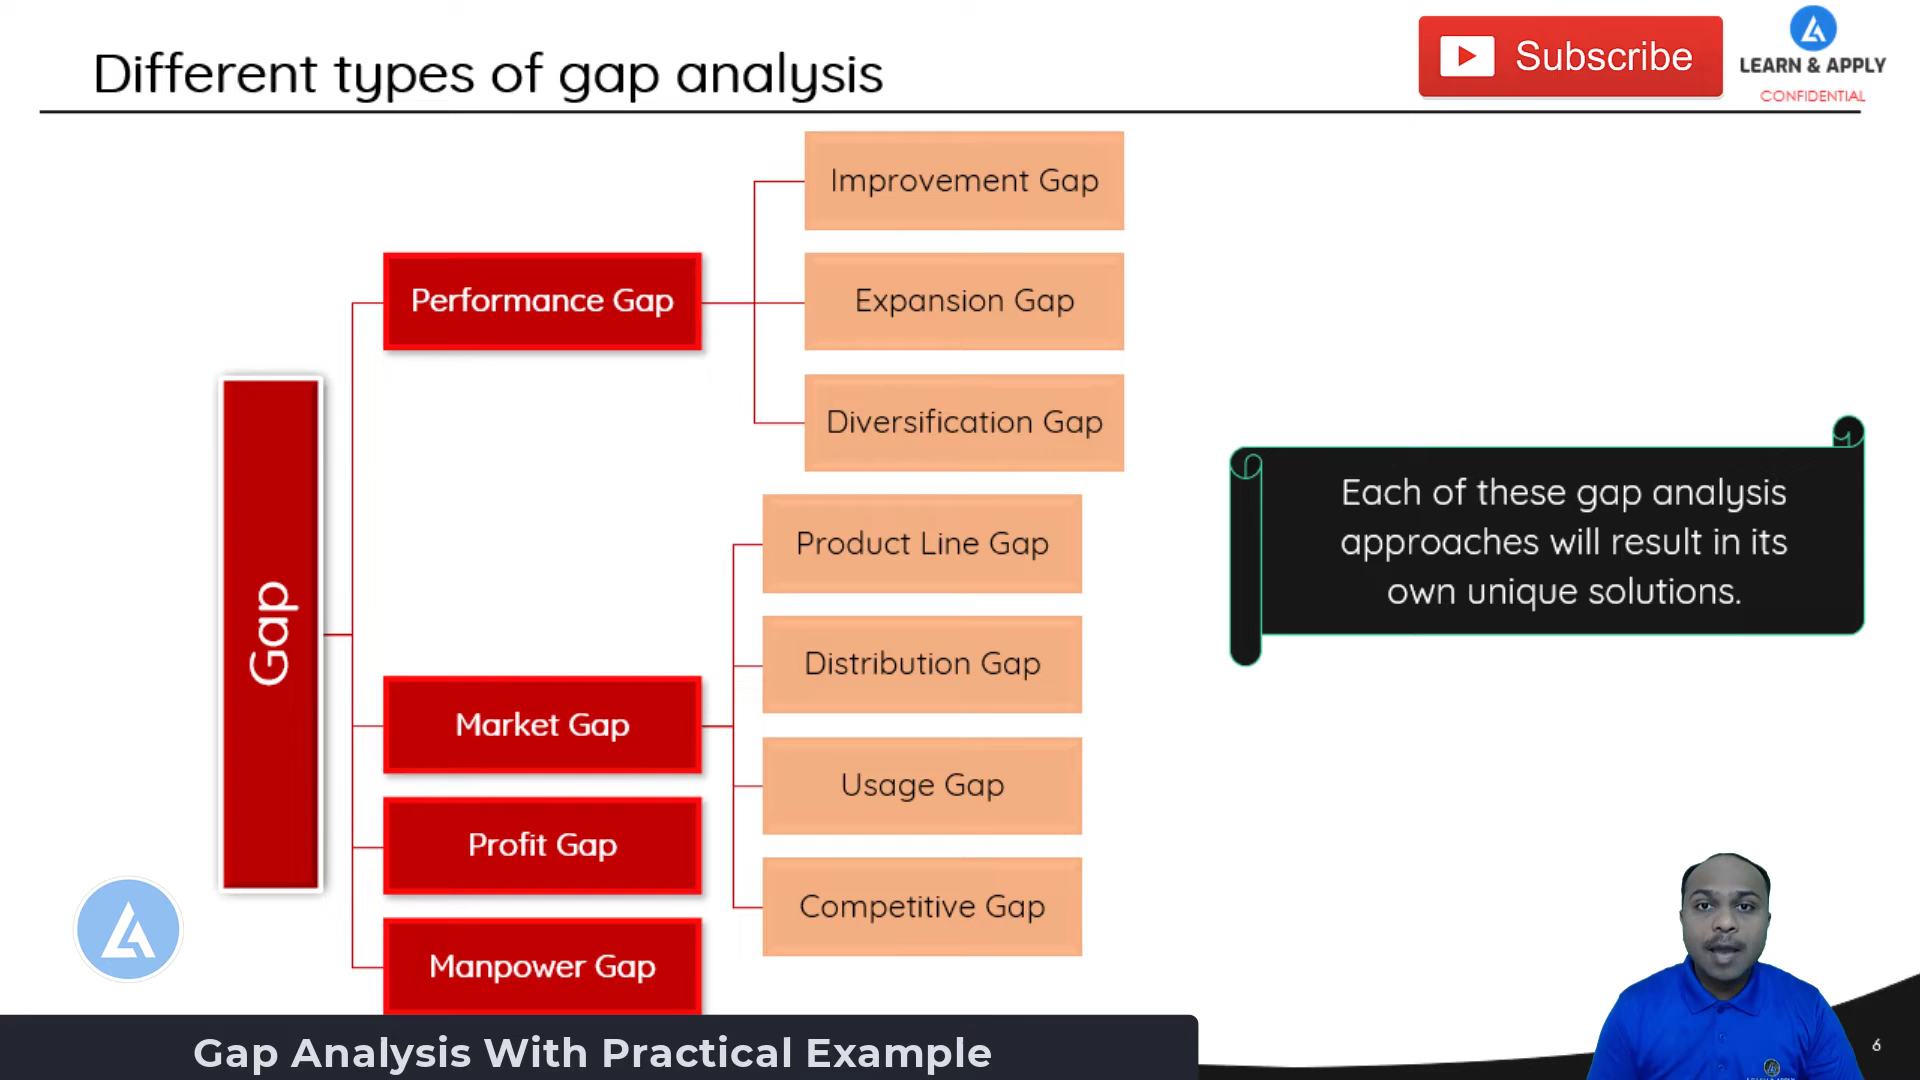 Different types of gap analysis
Subscribe
LEARN & APPLY
CONFIDENTIAL
Gap
Performance Gap
Improvement Gap
Expansion Gap
Diversification Gap
Market Gap
Product Line Gap
Distribution Gap
Usage Gap
Competitive Gap
Profit Gap
Manpower Gap
Each of these gap analysis
approaches will result in its
own unique solutions.
Gap Analysis With Practical Example
6